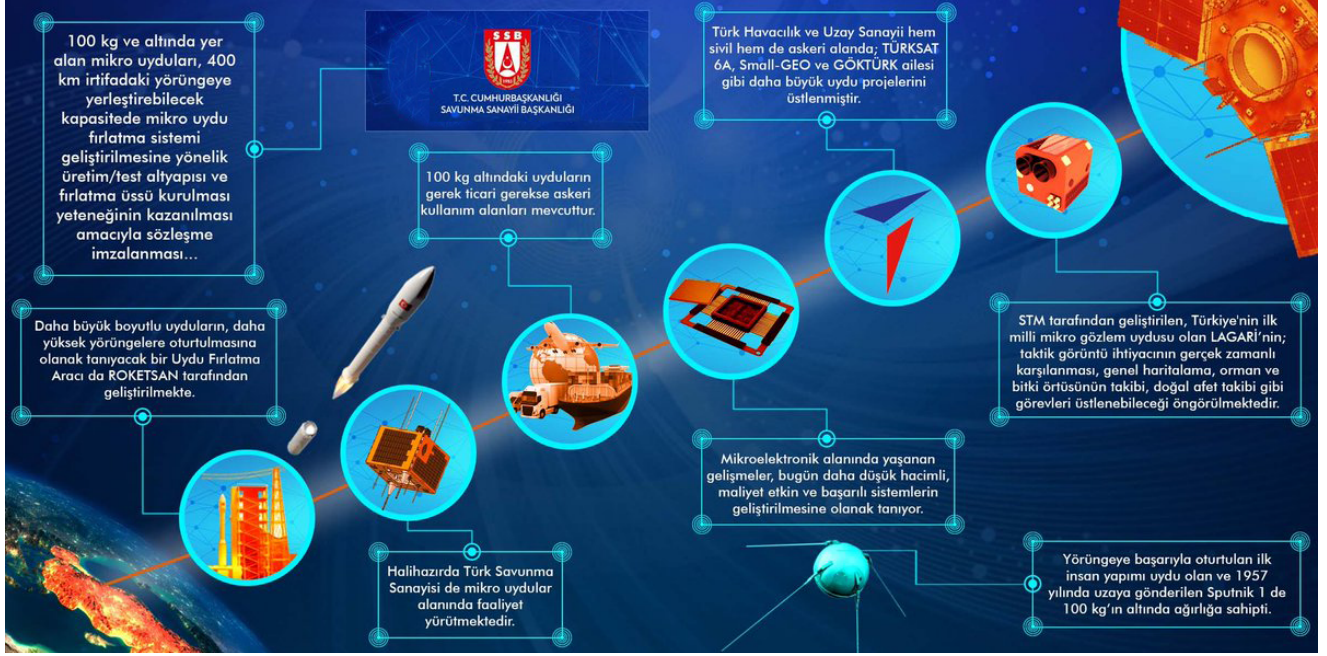 100 kg ve altında yer
alan mikro uyduları, 400
km irtifadaki yörüngeye
yerleştirebilecek
kapasitede mikro uydu
fırlatma sistemi
geliştirilmesine yönelik
üretim/test altyapısı ve
fırlatma üssü kurulması
yeteneğinin kazanılması
amacıyla sözleşme
imzalanması...
SSB
T.C. CUMHURBAŞKANLIĞI
SAVUNMA SANAYİİ BAŞKANLIĞI
Türk Havacılık ve Uzay Sanayii hem
sivil hem de askeri alanda; TÜRKSAT
6A, Small-GEO ve GÖKTÜRK ailesi
gibi daha büyük uydu projelerini
üstlenmiştir.
100 kg altındaki uyduların
gerek ticari gerekse askeri
kullanım alanları mevcuttur.
Daha büyük boyutlu uyduların, daha
yüksek yörüngelere oturtulmasına
olanak tanıyacak bir Uydu Fırlatma
Aracı da ROKETSAN tarafından
geliştirilmekte.
STM tarafından geliştirilen, Türkiye'nin ilk
milli mikro gözlem uydusu olan LAGARİ'nin;
taktik görüntü ihtiyacının gerçek zamanlı
karşılanması, genel haritalama, orman ve
bitki örtüsünün takibi, doğal afet takibi gibi
görevleri üstlenebileceği öngörülmektedir.
Mikroelektronik alanında yaşanan
gelişmeler, bugün daha düşük hacimli,
maliyet etkin ve başarılı sistemlerin
geliştirilmesine olanak tanıyor.
Halihazırda Türk Savunma
Sanayisi de mikro uydular
alanında faaliyet
yürütmektedir.
Yörüngeye başarıyla oturtulan ilk
insan yapımı uydu olan ve 1957
yılında uzaya gönderilen Sputnik 1 de
100 kg'ın altında ağırlığa sahipti.